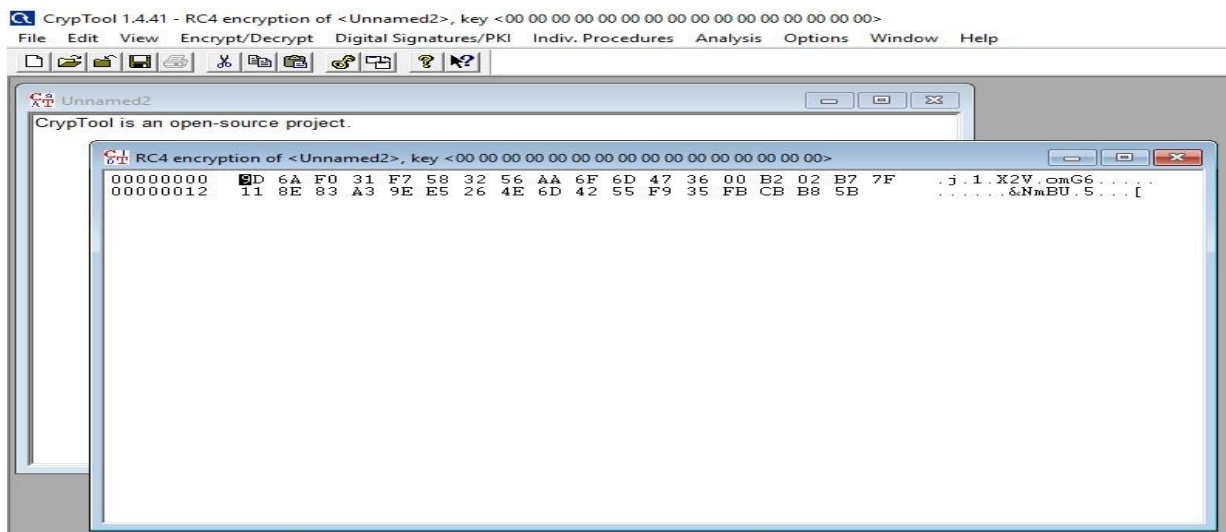 CrypTool 1.4.41 - RC4 encryption of <Unnamed2>, key <00 00 00 00 00 00 00 00 00 00 00 00 00 00 00 00>
File Edit View Encrypt/Decrypt Digital Signatures/PKI Indiv. Procedures Analysis Options Window Help
Unnamed2
CrypTool is an open-source project.
RC4 encryption of <Unnamed2>, key <00 00 00 00 00 00 00 00 00 00 00 00 00 00 00 00>
00000000 9D 6A F0 31 F7 58 32 56 AA 6F 6D 47 36 00 B2 02 B7 7F .j.1.X2V.omG6.....
00000012 11 8E 83 A3 9E E5 26 4E 6D 42 55 F9 35 FB CB B8 5B ......&NmBU.5...[